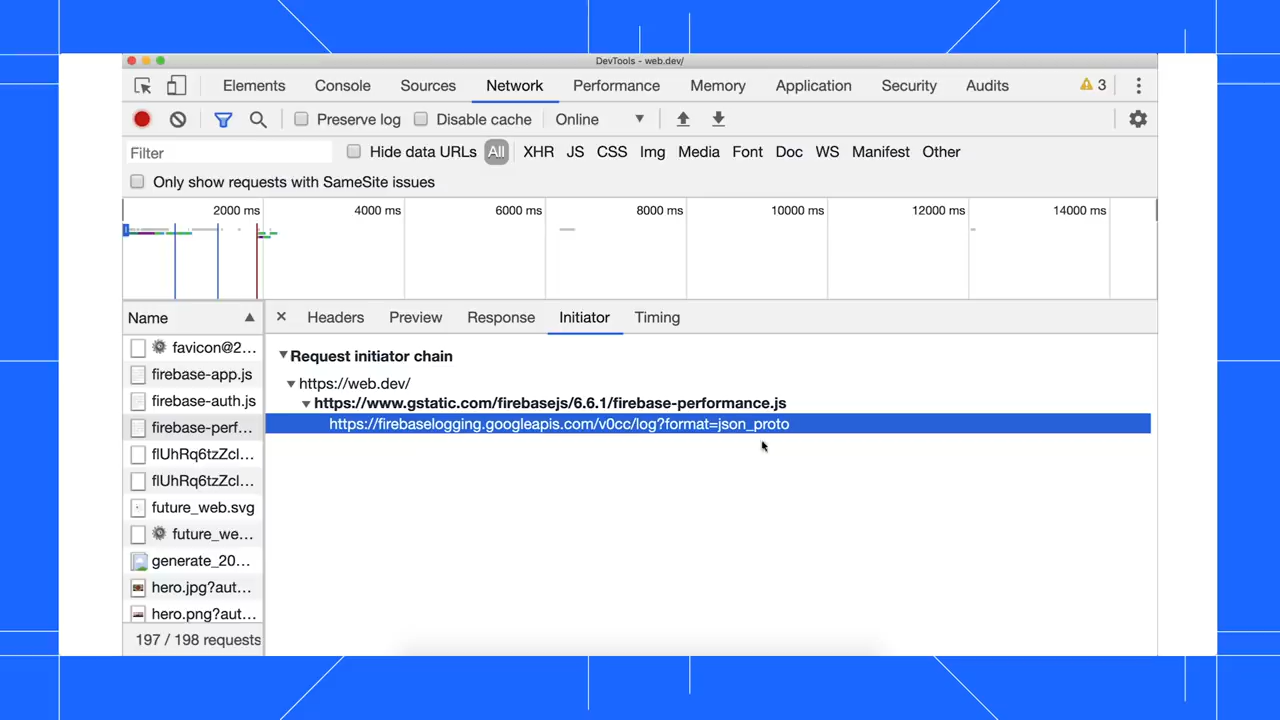 DevTools - web.dev/
Elements Console Sources Network Performance Memory Application Security Audits 3
Preserve log Disable cache Online
Filter Hide data URLs All XHR JS CSS Img Media Font Doc WS Manifest Other
Only show requests with SameSite issues
2000 ms 4000 ms 6000 ms 8000 ms 10000 ms 12000 ms 14000 ms
Name Headers Preview Response Initiator Timing
favicon@2...
firebase-app.js
firebase-auth.js
firebase-perf...
flUhRq6tzZcl...
flUhRq6tzZcl...
future_web.svg
future_we...
generate_20...
hero.jpg?aut...
hero.png?aut...
197 / 198 requests
Request initiator chain
https://web.dev/
https://www.gstatic.com/firebasejs/6.6.1/firebase-performance.js
https://firebaselogging.googleapis.com/v0cc/log?format=json_proto